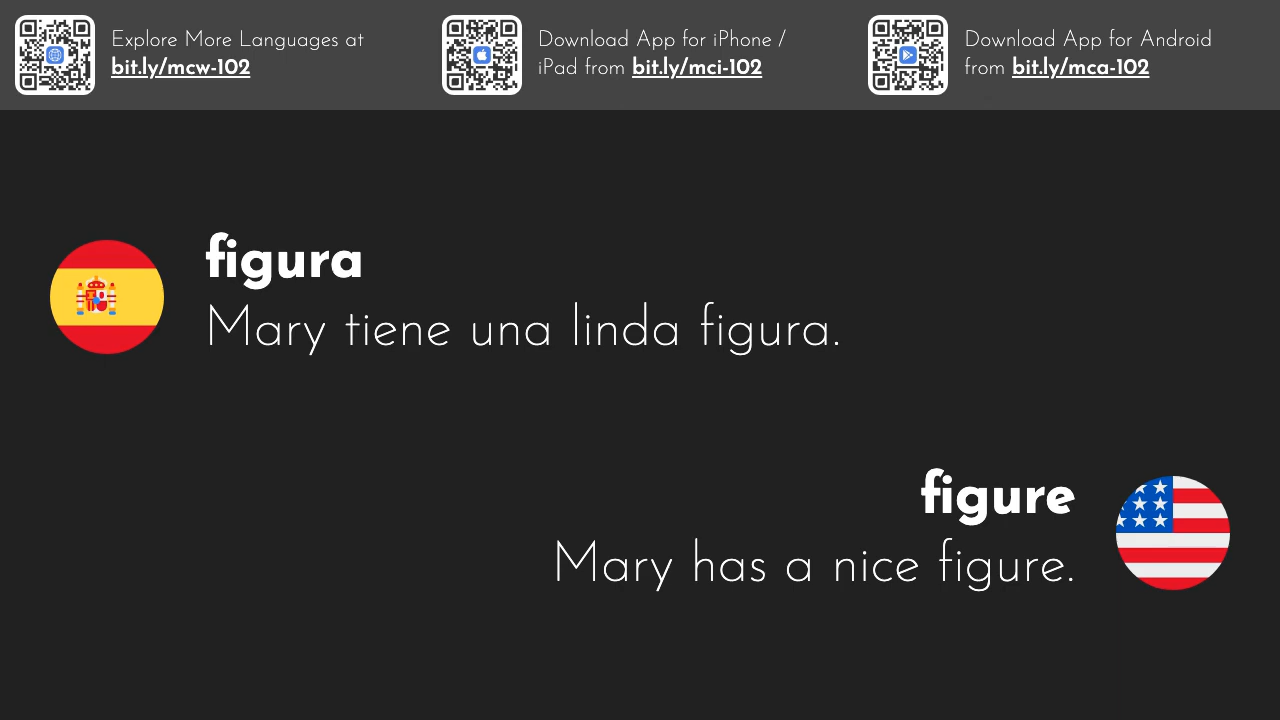 Explore More Languages at
bit.ly/mcw-102
Download App for iPhone /
iPad from bit.ly/mci-102
Download App for Android
from bit.ly/mca-102
figura
Mary tiene una linda figura.
figure
Mary has a nice figure.